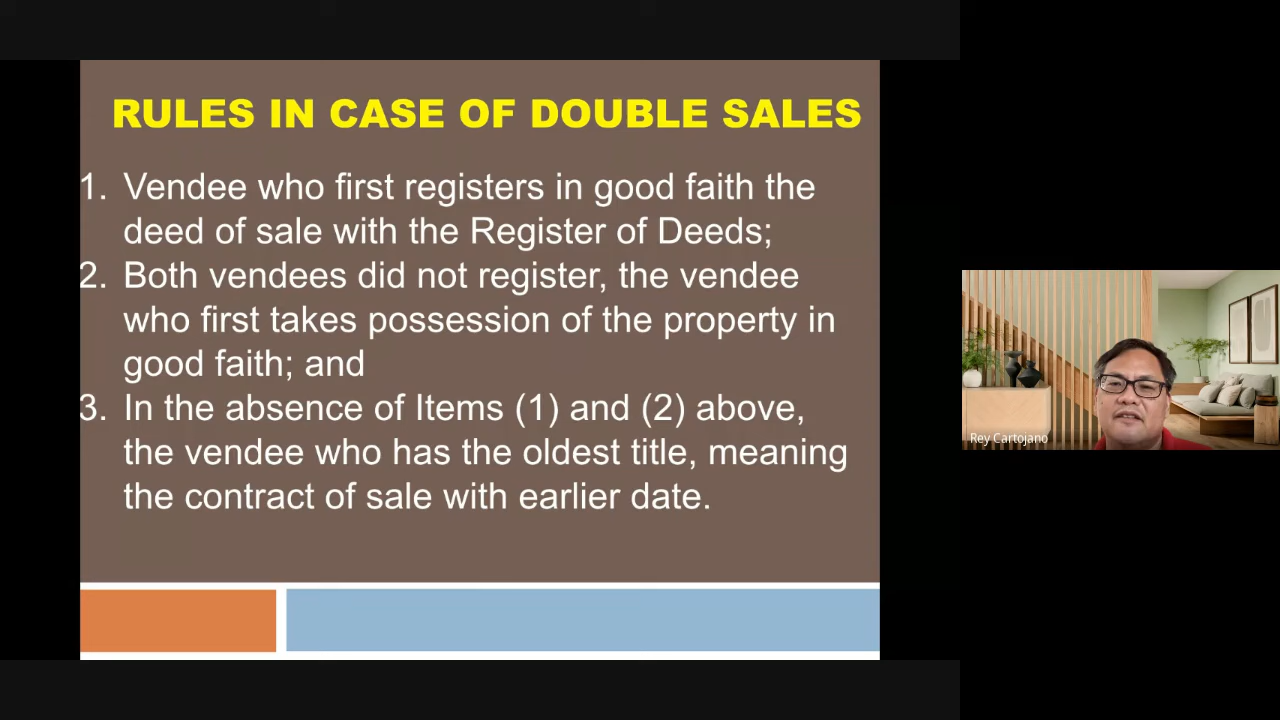 RULES IN CASE OF DOUBLE SALES
1. Vendee who first registers in good faith the
deed of sale with the Register of Deeds;
2. Both vendees did not register, the vendee
who first takes possession of the property in
good faith; and
3. In the absence of Items (1) and (2) above,
the vendee who has the oldest title, meaning
the contract of sale with earlier date.
Rey Cartojano